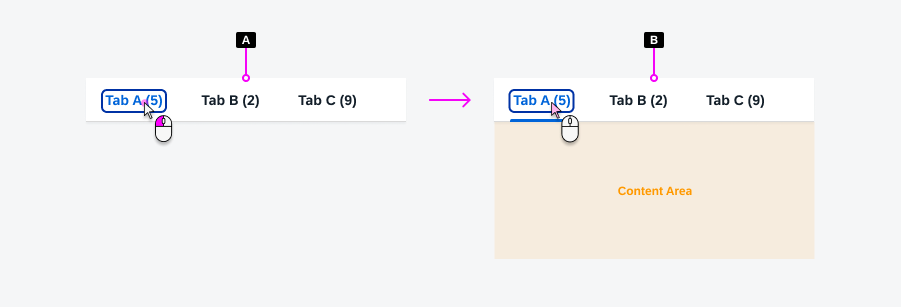 A
B
Tab A (5) Tab B (2) Tab C (9)
Tab A (5) Tab B (2) Tab C (9)
Content Area